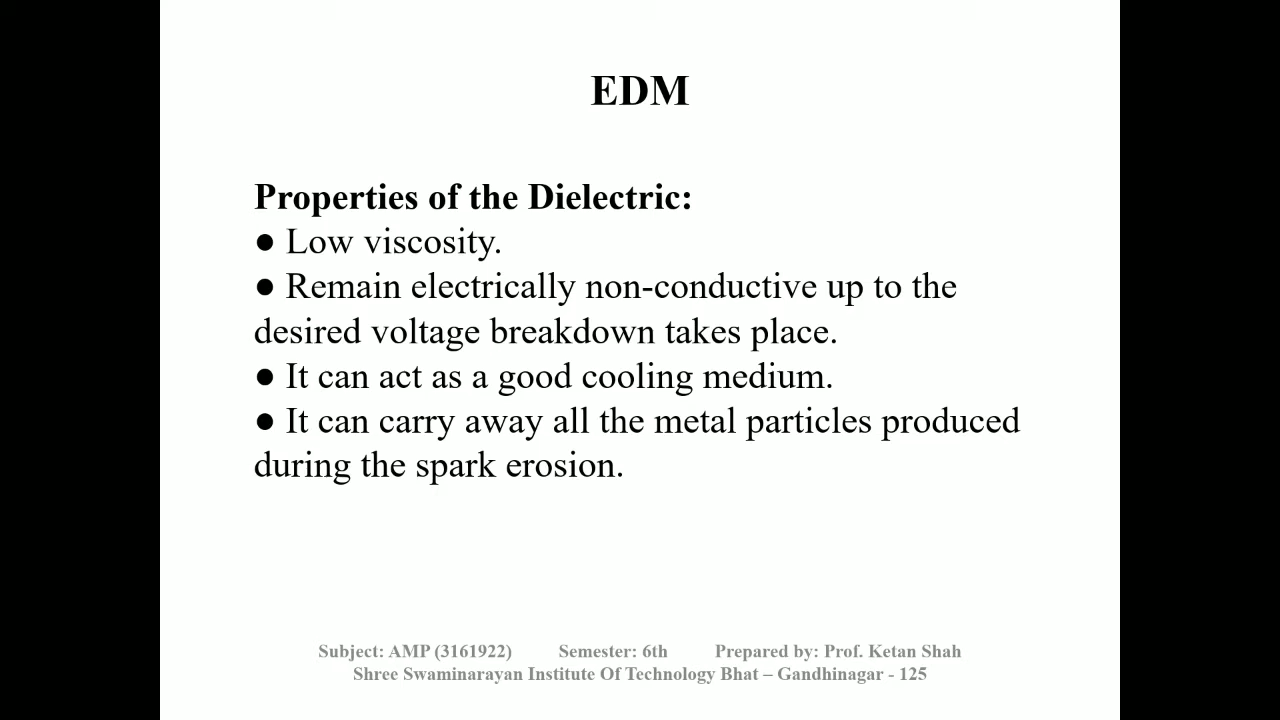 EDM
Properties of the Dielectric:
● Low viscosity.
● Remain electrically non-conductive up to the
desired voltage breakdown takes place.
● It can act as a good cooling medium.
● It can carry away all the metal particles produced
during the spark erosion.
Subject: AMP (3161922) Semester: 6th Prepared by: Prof. Ketan Shah
Shree Swaminarayan Institute Of Technology Bhat – Gandhinagar - 125